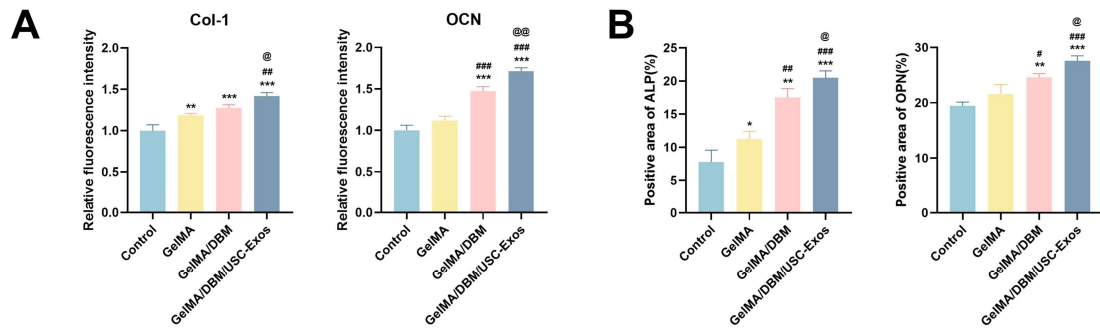 A
Col-1
Relative fluorescence intensity
2.0
1.5
1.0
0.5
0.0
**
***
@
##
***
Control
GelMA
GelMA/DBM
GelMA/DBM/USC-Exos
OCN
Relative fluorescence intensity
2.0
1.5
1.0
0.5
0.0
###
***
@@
###
***
Control
GelMA
GelMA/DBM
GelMA/DBM/USC-Exos
B
Positive area of ALP(%)
25
20
15
10
5
0
*
##
**
@
###
***
Control
GelMA
GelMA/DBM
GelMA/DBM/USC-Exos
Positive area of OPN(%)
30
20
10
0
#
**
@
###
***
Control
GelMA
GelMA/DBM
GelMA/DBM/USC-Exos